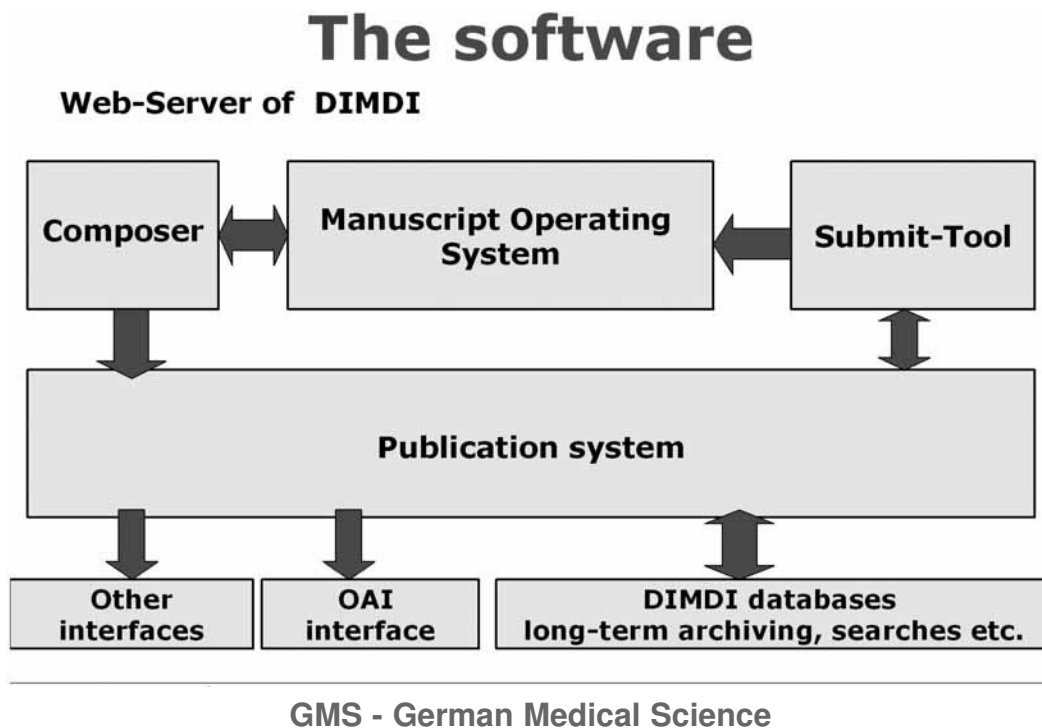 The software
Web-Server of DIMDI
Composer
Manuscript Operating
System
Submit-Tool
Publication system
Other
interfaces
OAI
interface
DIMDI databases
long-term archiving, searches etc.
GMS - German Medical Science